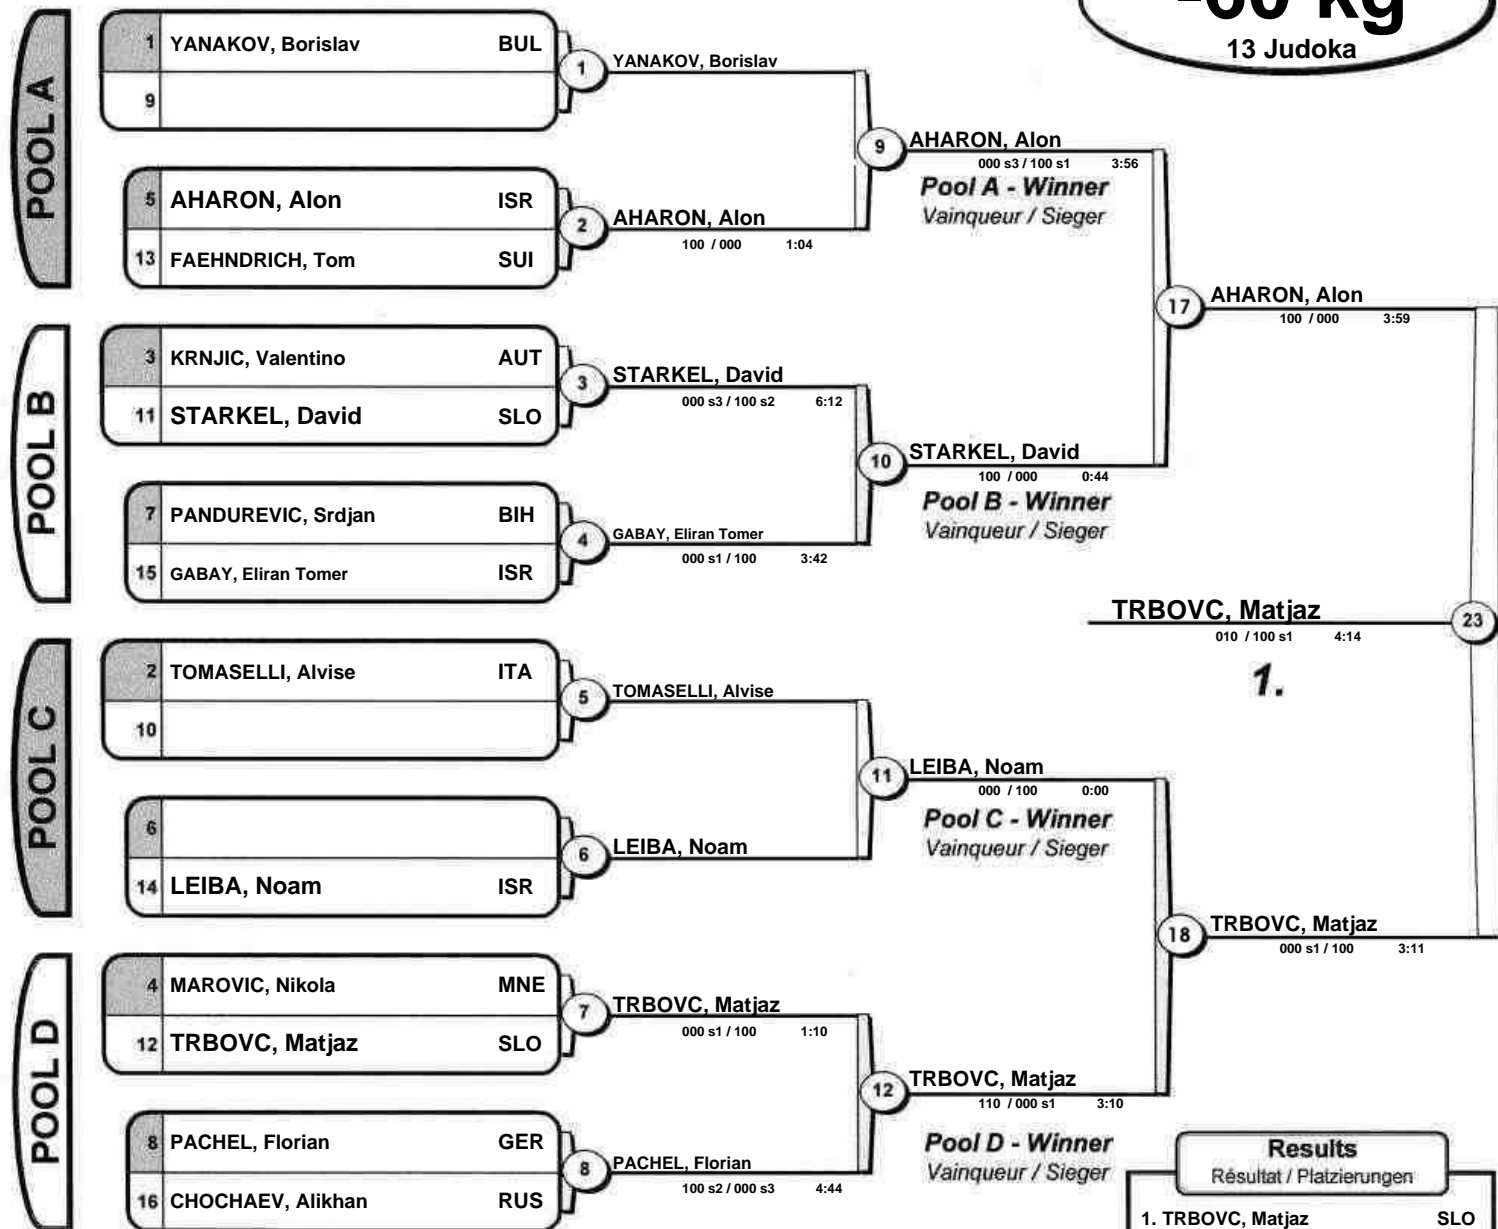 -60 kg
13 Judoka
POOL A
1 YANAKOV, Borislav BUL
9
1 YANAKOV, Borislav
5 AHARON, Alon ISR
13 FAEHNDRICH, Tom SUI
2 AHARON, Alon
100 / 000 1:04
9 AHARON, Alon
000 s3 / 100 s1 3:56
Pool A - Winner
Vainqueur / Sieger
17 AHARON, Alon
100 / 000 3:59
POOL B
3 KRNJIC, Valentino AUT
11 STARKEL, David SLO
3 STARKEL, David
000 s3 / 100 s2 6:12
7 PANDUREVIC, Srdjan BIH
15 GABAY, Eliran Tomer ISR
4 GABAY, Eliran Tomer
000 s1 / 100 3:42
10 STARKEL, David
100 / 000 0:44
Pool B - Winner
Vainqueur / Sieger
TRBOVC, Matjaz 23
010 / 100 s1 4:14
1.
POOL C
2 TOMASELLI, Alvise ITA
10
5 TOMASELLI, Alvise
6
14 LEIBA, Noam ISR
6 LEIBA, Noam
11 LEIBA, Noam
000 / 100 0:00
Pool C - Winner
Vainqueur / Sieger
18 TRBOVC, Matjaz
000 s1 / 100 3:11
POOL D
4 MAROVIC, Nikola MNE
12 TRBOVC, Matjaz SLO
7 TRBOVC, Matjaz
000 s1 / 100 1:10
8 PACHEL, Florian GER
16 CHOCHAEV, Alikhan RUS
8 PACHEL, Florian
100 s2 / 000 s3 4:44
12 TRBOVC, Matjaz
110 / 000 s1 3:10
Pool D - Winner
Vainqueur / Sieger
Results
Résultat / Platzierungen
1. TRBOVC, Matjaz SLO